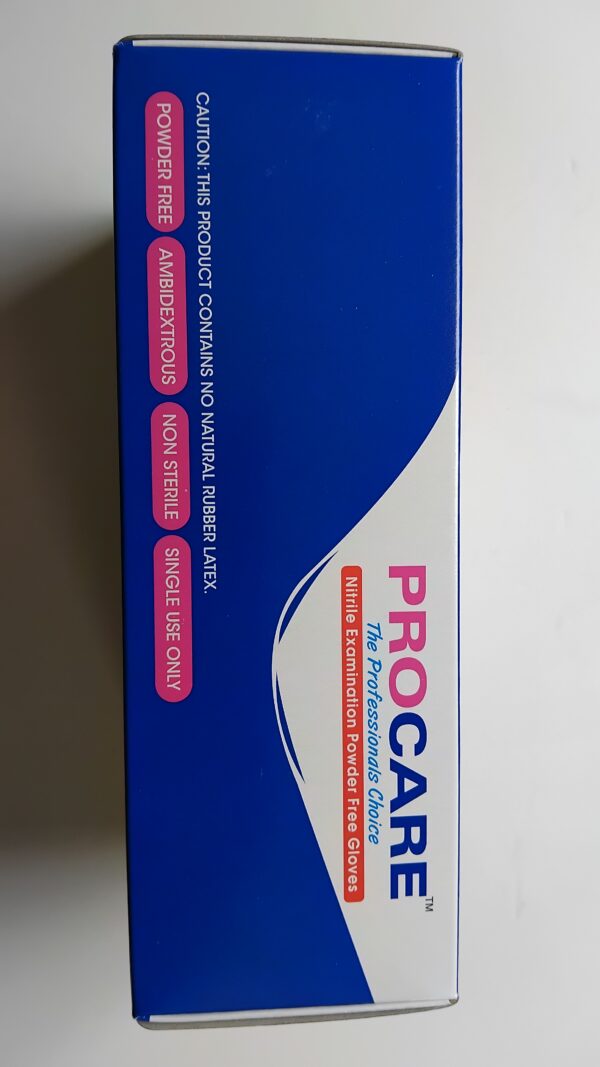 PROCARE™
The Professionals Choice
Nitrile Examination Powder Free Gloves
CAUTION: THIS PRODUCT CONTAINS NO NATURAL RUBBER LATEX.
POWDER FREE AMBIDEXTROUS NON STERILE SINGLE USE ONLY